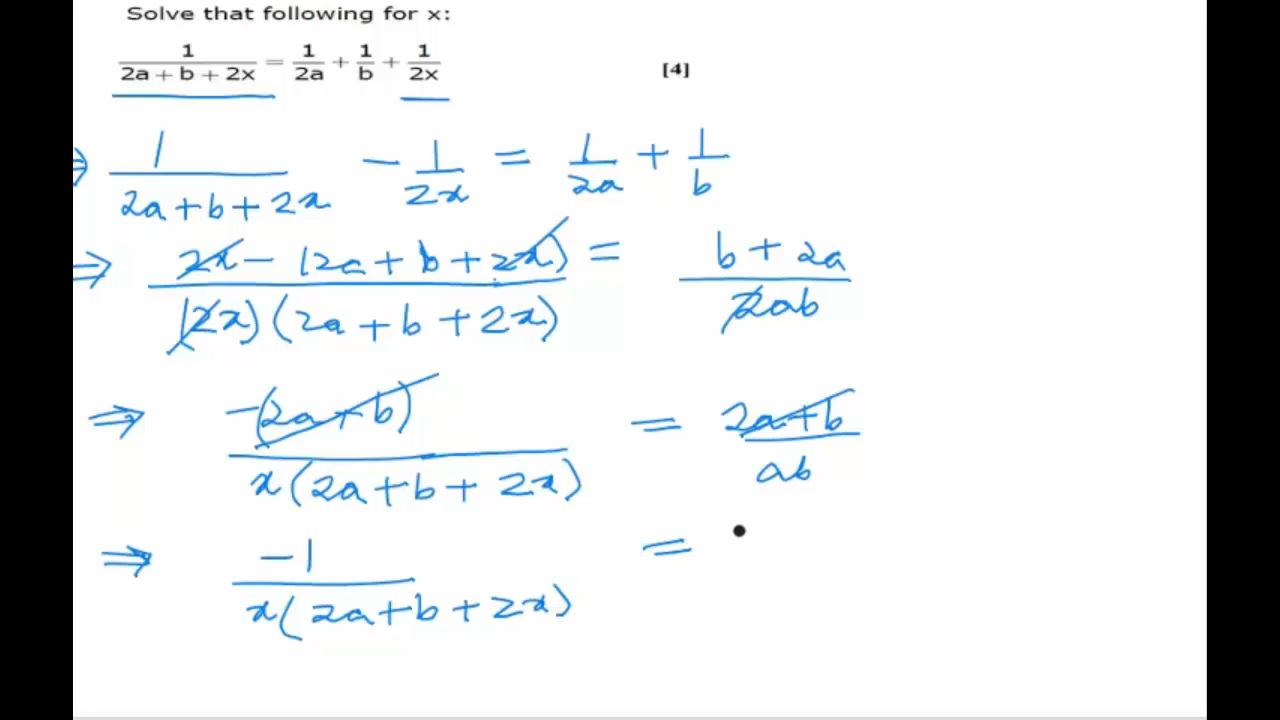 Solve that following for x:
1/(2a + b + 2x) = 1/2a + 1/b + 1/2x [4]
⇒ 1/(2a+b+2x) - 1/2x = 1/2a + 1/b
⇒ (2x - (2a+b+2x))/((2x)(2a+b+2x)) = (b+2a)/2ab
⇒ -(2a+b)/(x(2a+b+2x)) = (2a+b)/ab
⇒ -1/(x(2a+b+2x)) =